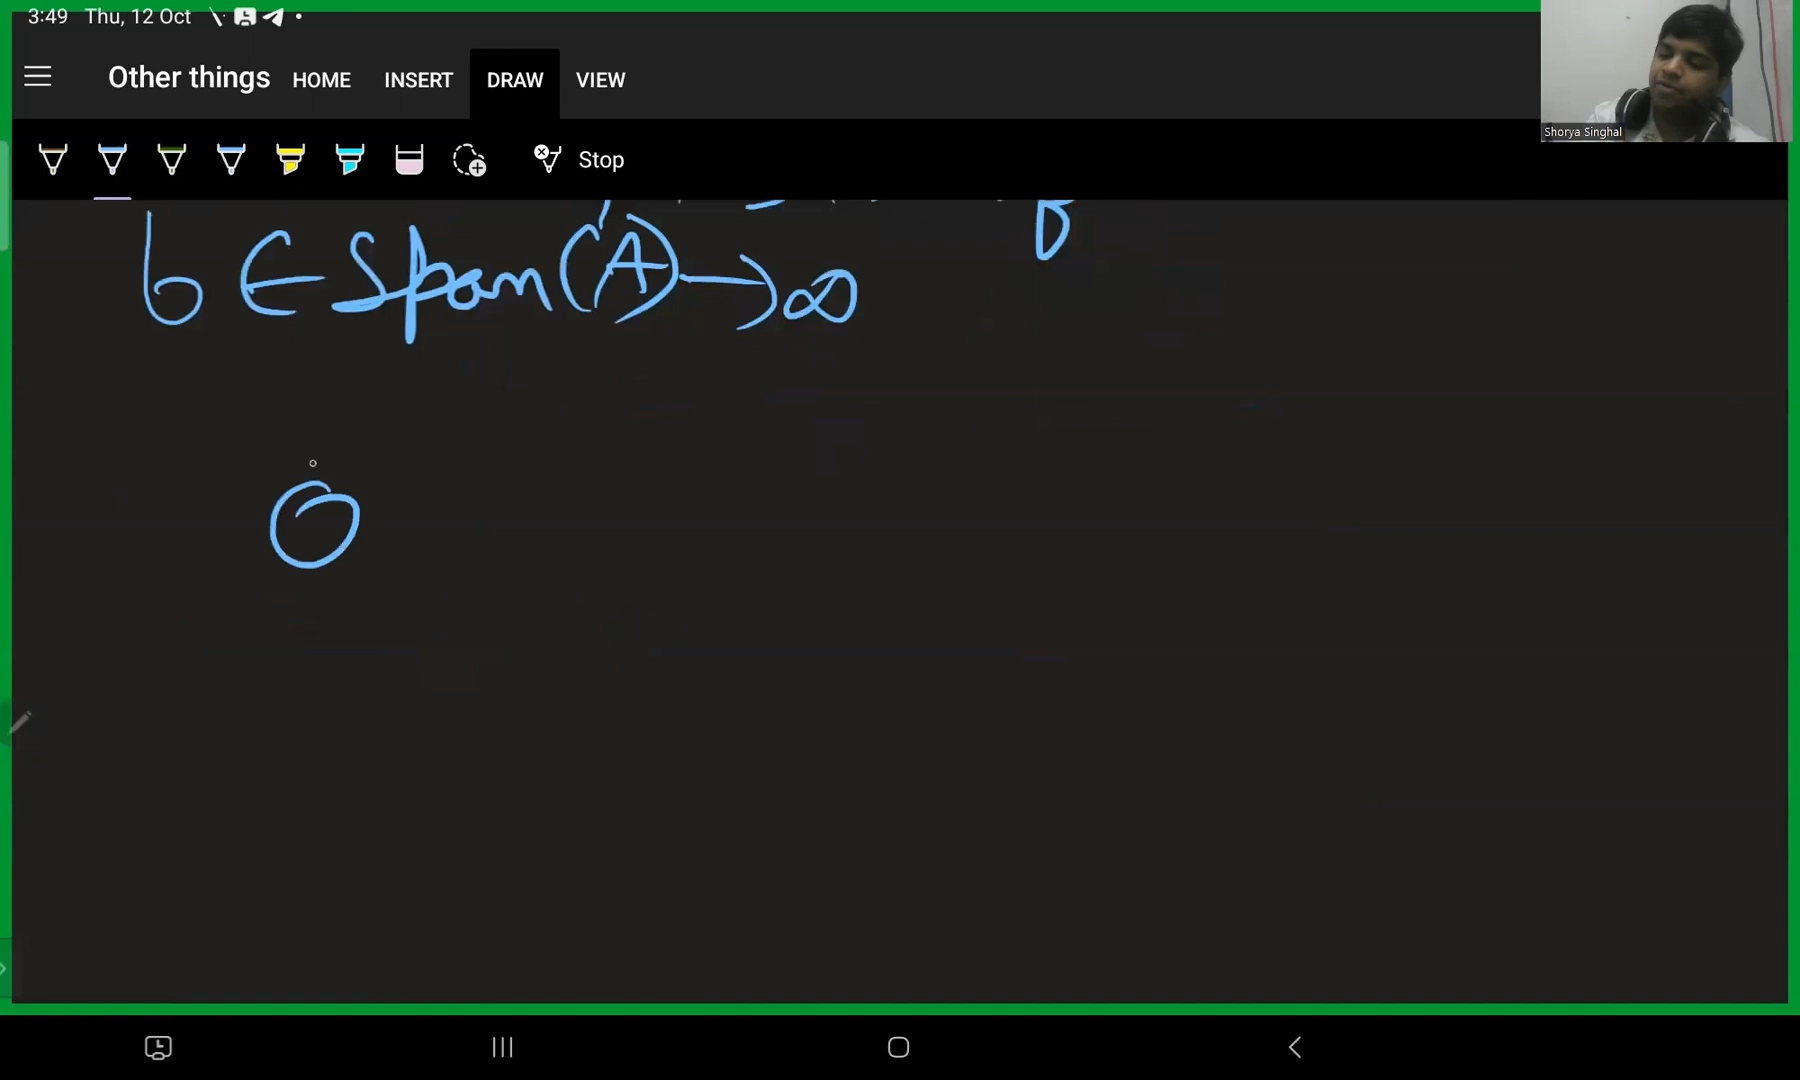 3:49 Thu, 12 Oct
Other things HOME INSERT DRAW VIEW
Shorya Singhal
Stop
b ∈ Span(A) → ∞
O